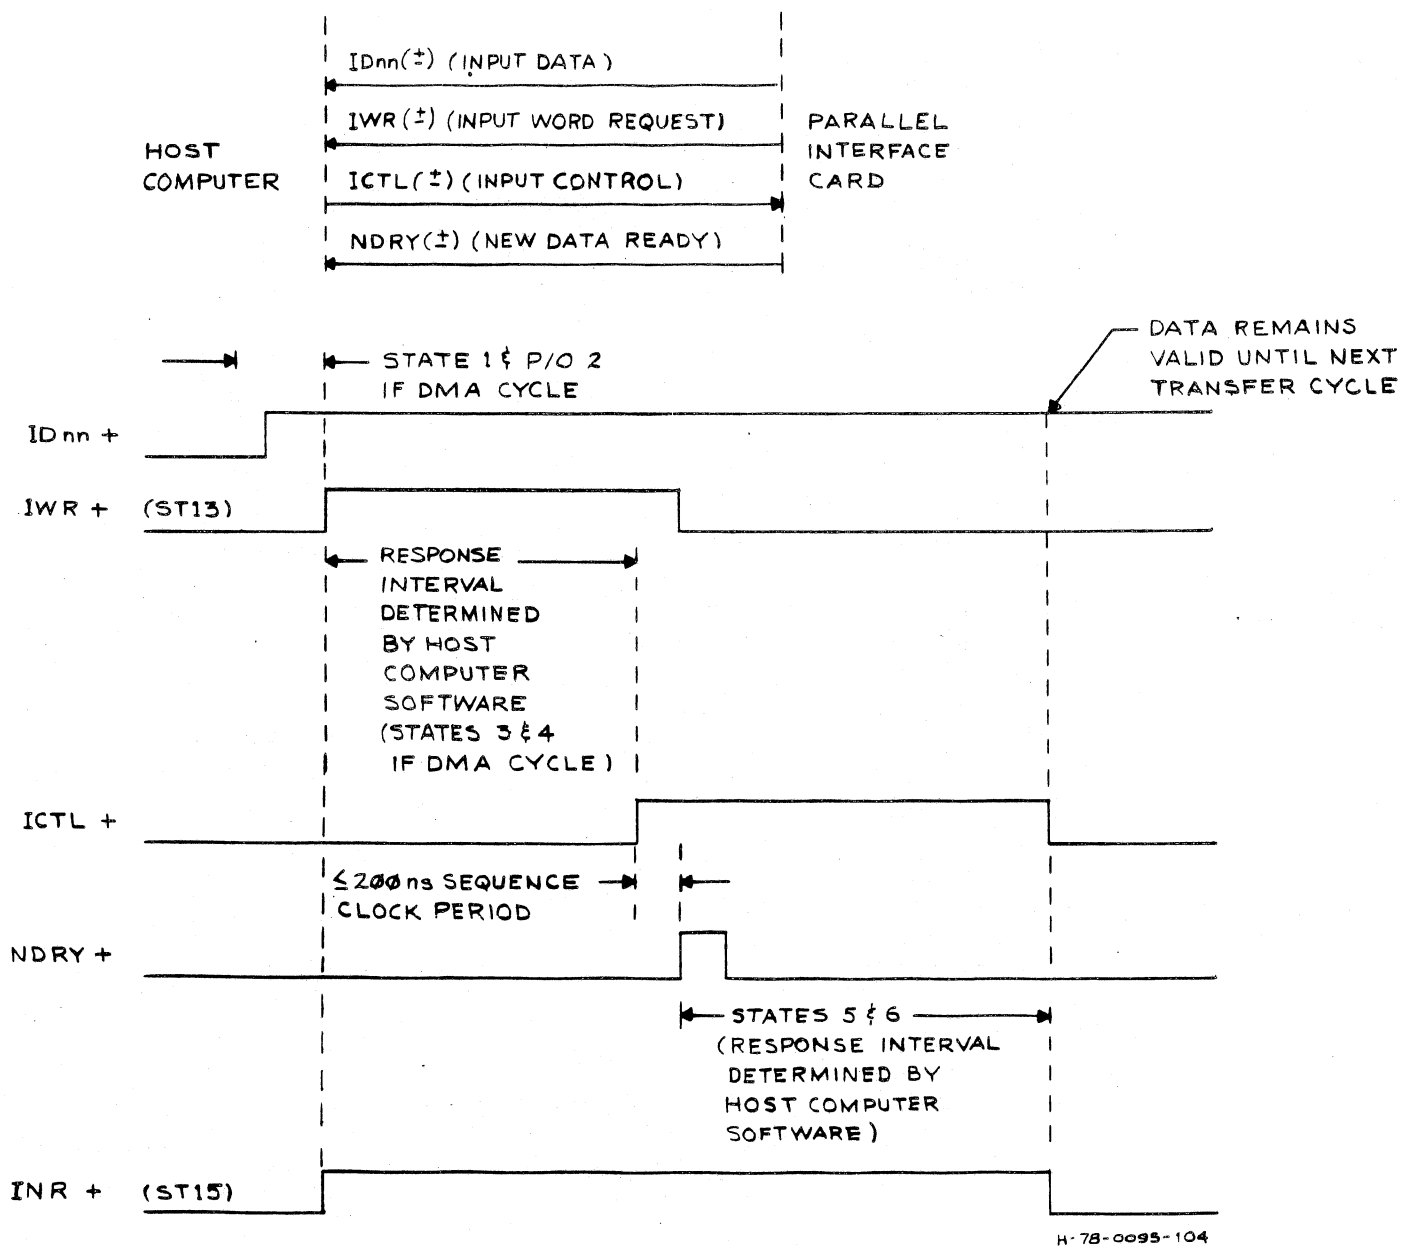 IDnn(±) (INPUT DATA)
IWR(±) (INPUT WORD REQUEST)
HOST
COMPUTER
ICTL(±) (INPUT CONTROL)
NDRY(±) (NEW DATA READY)
PARALLEL
INTERFACE
CARD
STATE 1 & P/O 2
IF DMA CYCLE
DATA REMAINS
VALID UNTIL NEXT
TRANSFER CYCLE
IDnn +
IWR + (ST13)
RESPONSE
INTERVAL
DETERMINED
BY HOST
COMPUTER
SOFTWARE
(STATES 3 & 4
IF DMA CYCLE)
ICTL +
≤2ØØns SEQUENCE
CLOCK PERIOD
NDRY +
STATES 5 & 6
(RESPONSE INTERVAL
DETERMINED BY
HOST COMPUTER
SOFTWARE)
INR + (ST15)
H-78-0095-104